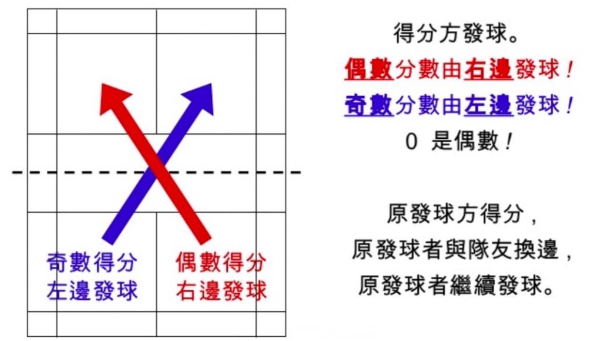 得分方發球。
偶數分數由右邊發球!
奇數分數由左邊發球!
0 是偶數!
原發球方得分,
原發球者與隊友換邊,
原發球者繼續發球。
奇數得分
左邊發球
偶數得分
右邊發球